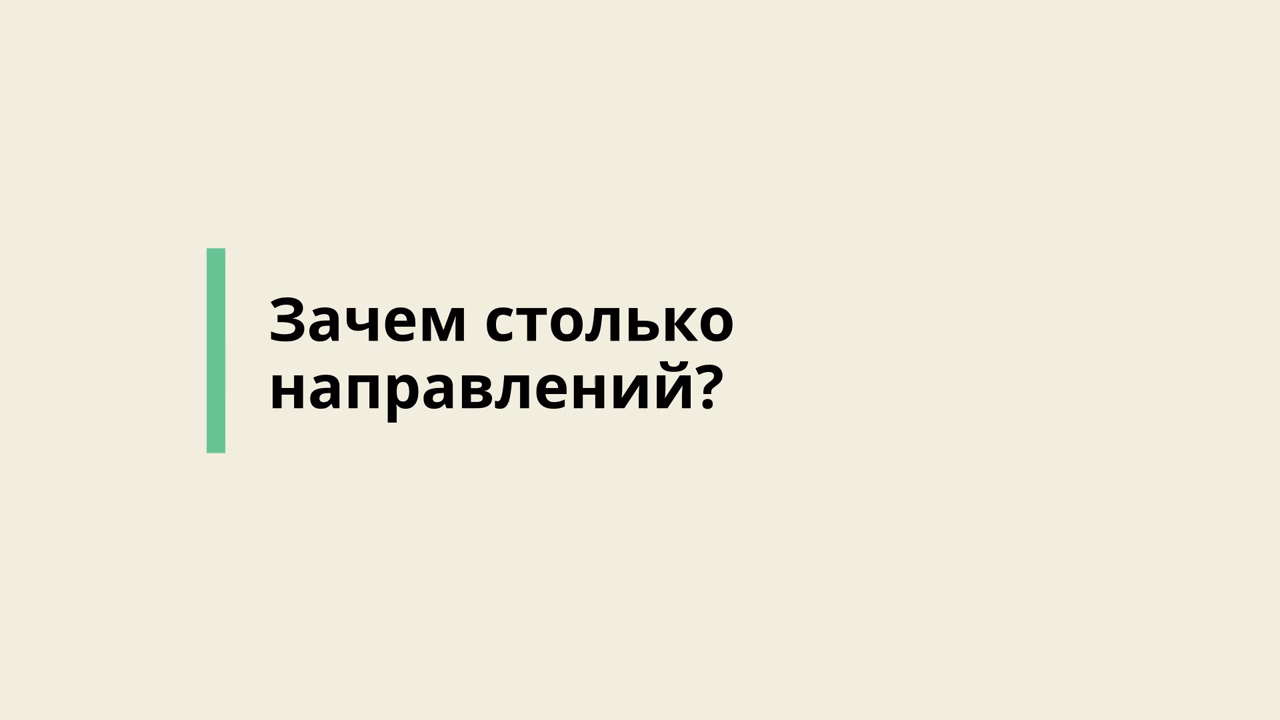 Зачем столько
направлений?